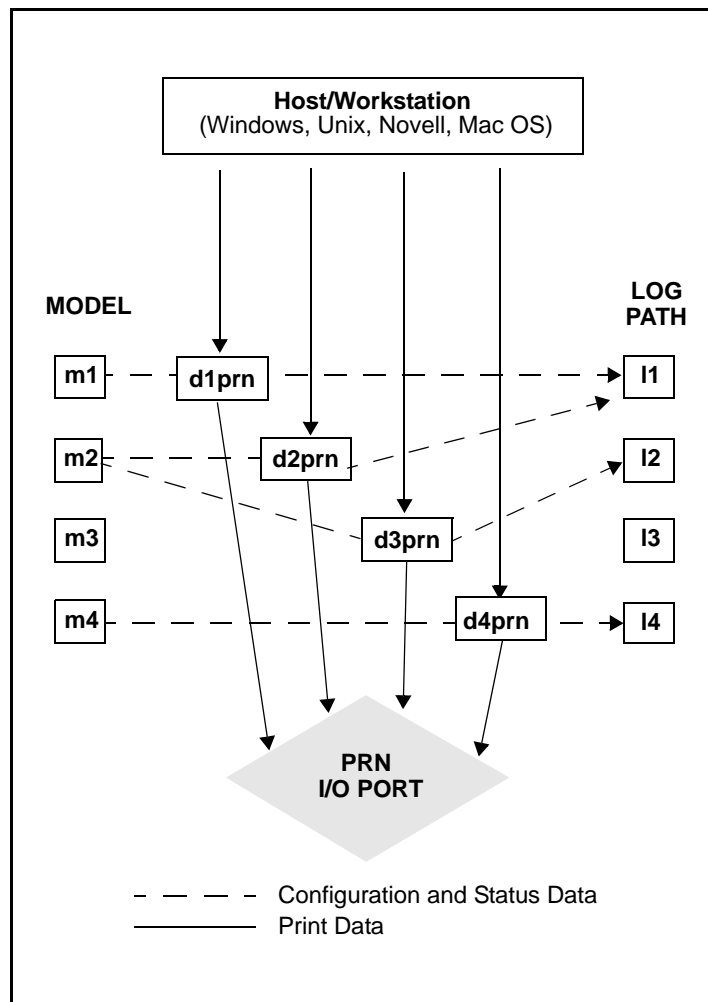 Host/Workstation
(Windows, Unix, Novell, Mac OS)
MODEL
LOG
PATH
m1
d1prn
l1
m2
d2prn
l2
m3
d3prn
l3
m4
d4prn
l4
PRN
I/O PORT
Configuration and Status Data
Print Data